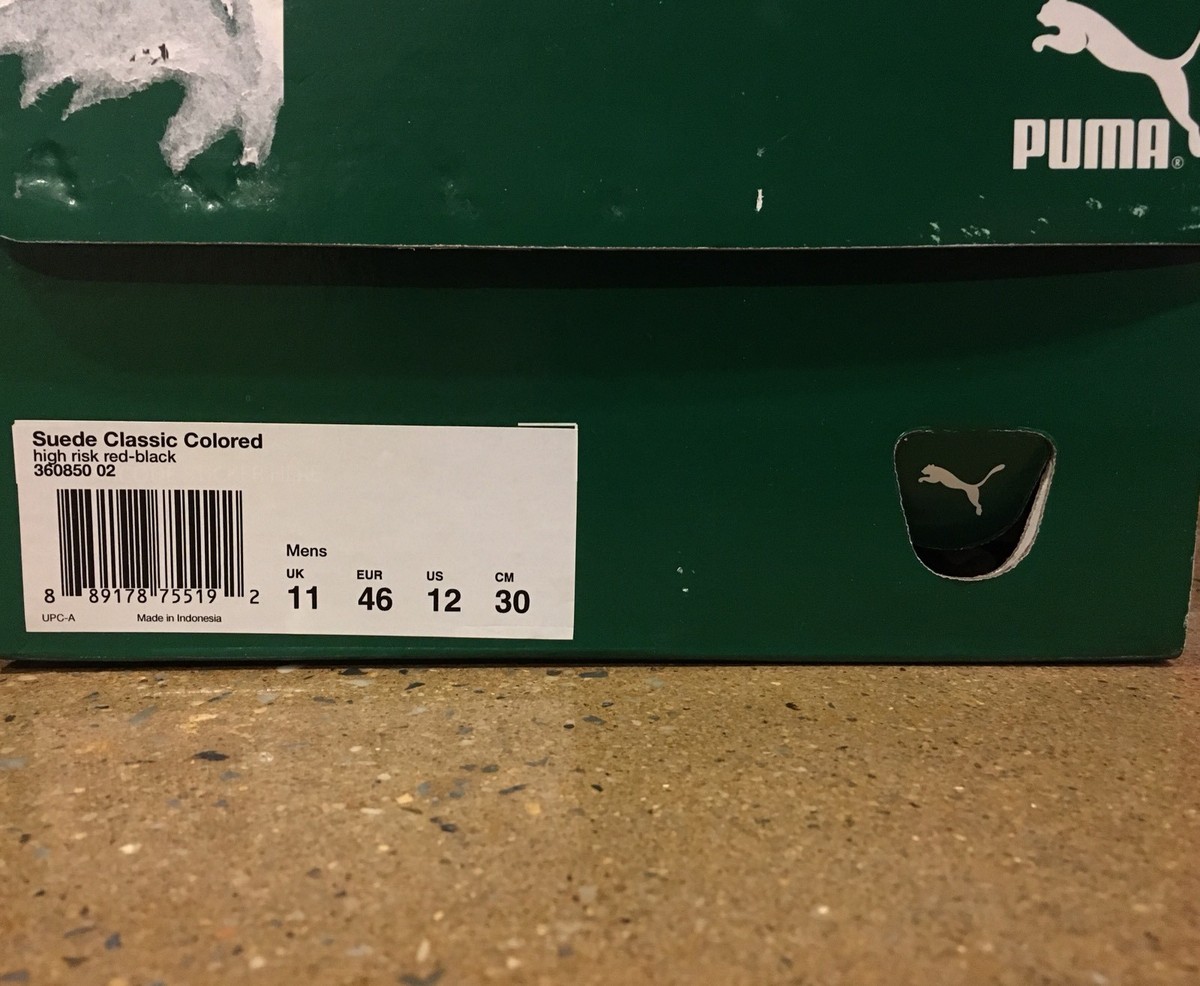 PUMA®
Suede Classic Colored
high risk red-black
360850 02
8 89178 75519 2
UPC-A Made in Indonesia
Mens
UK EUR US CM
11 46 12 30